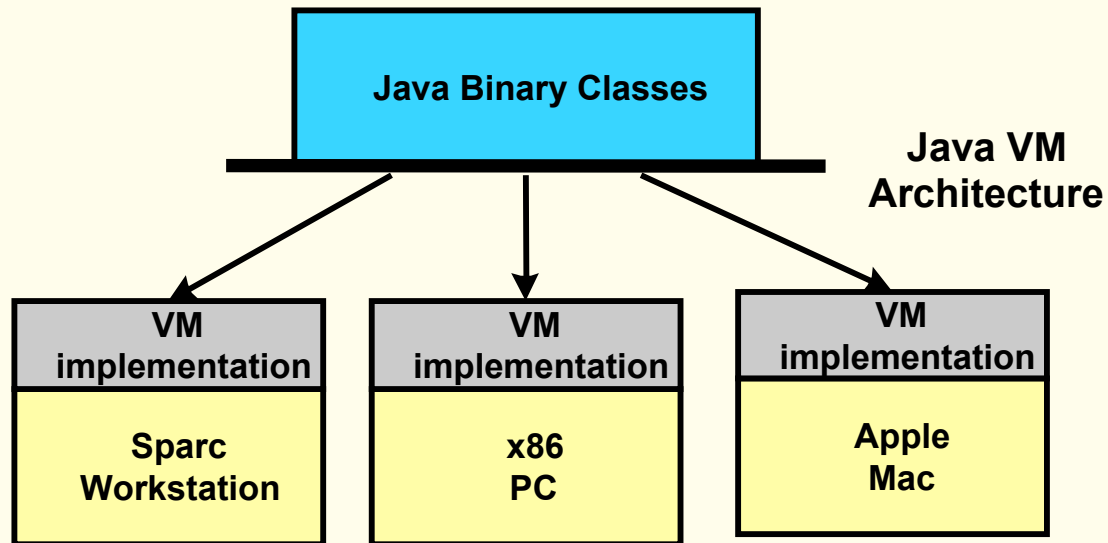 Java Binary Classes
Java VM
Architecture
VM
implementation
Sparc
Workstation
VM
implementation
x86
PC
VM
implementation
Apple
Mac